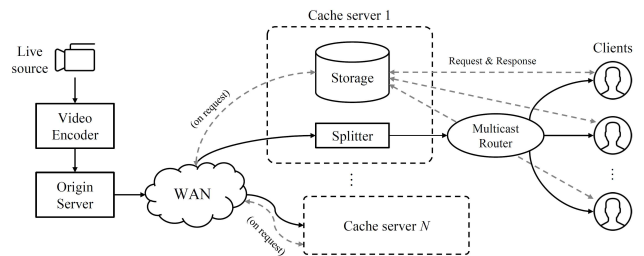 Cache server 1
Live
source
Clients
Storage
Request & Response
(on request)
Video
Encoder
Splitter
Multicast
Router
Origin
Server
WAN
(on request)
Cache server N